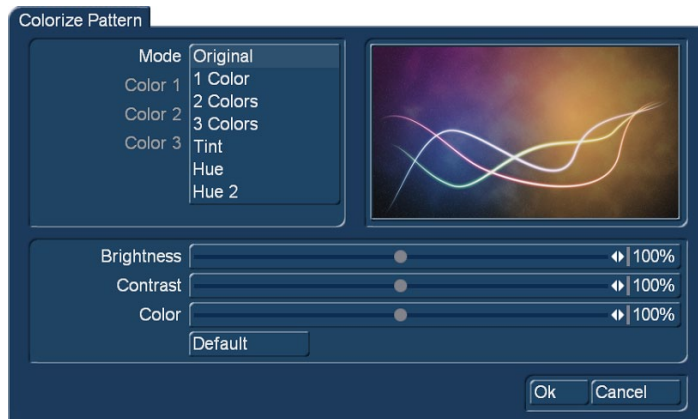 Colorize Pattern
Mode Original
Color 1 1 Color
Color 2 2 Colors
3 Colors
Color 3 Tint
Hue
Hue 2
Brightness 100%
Contrast 100%
Color 100%
Default
Ok Cancel